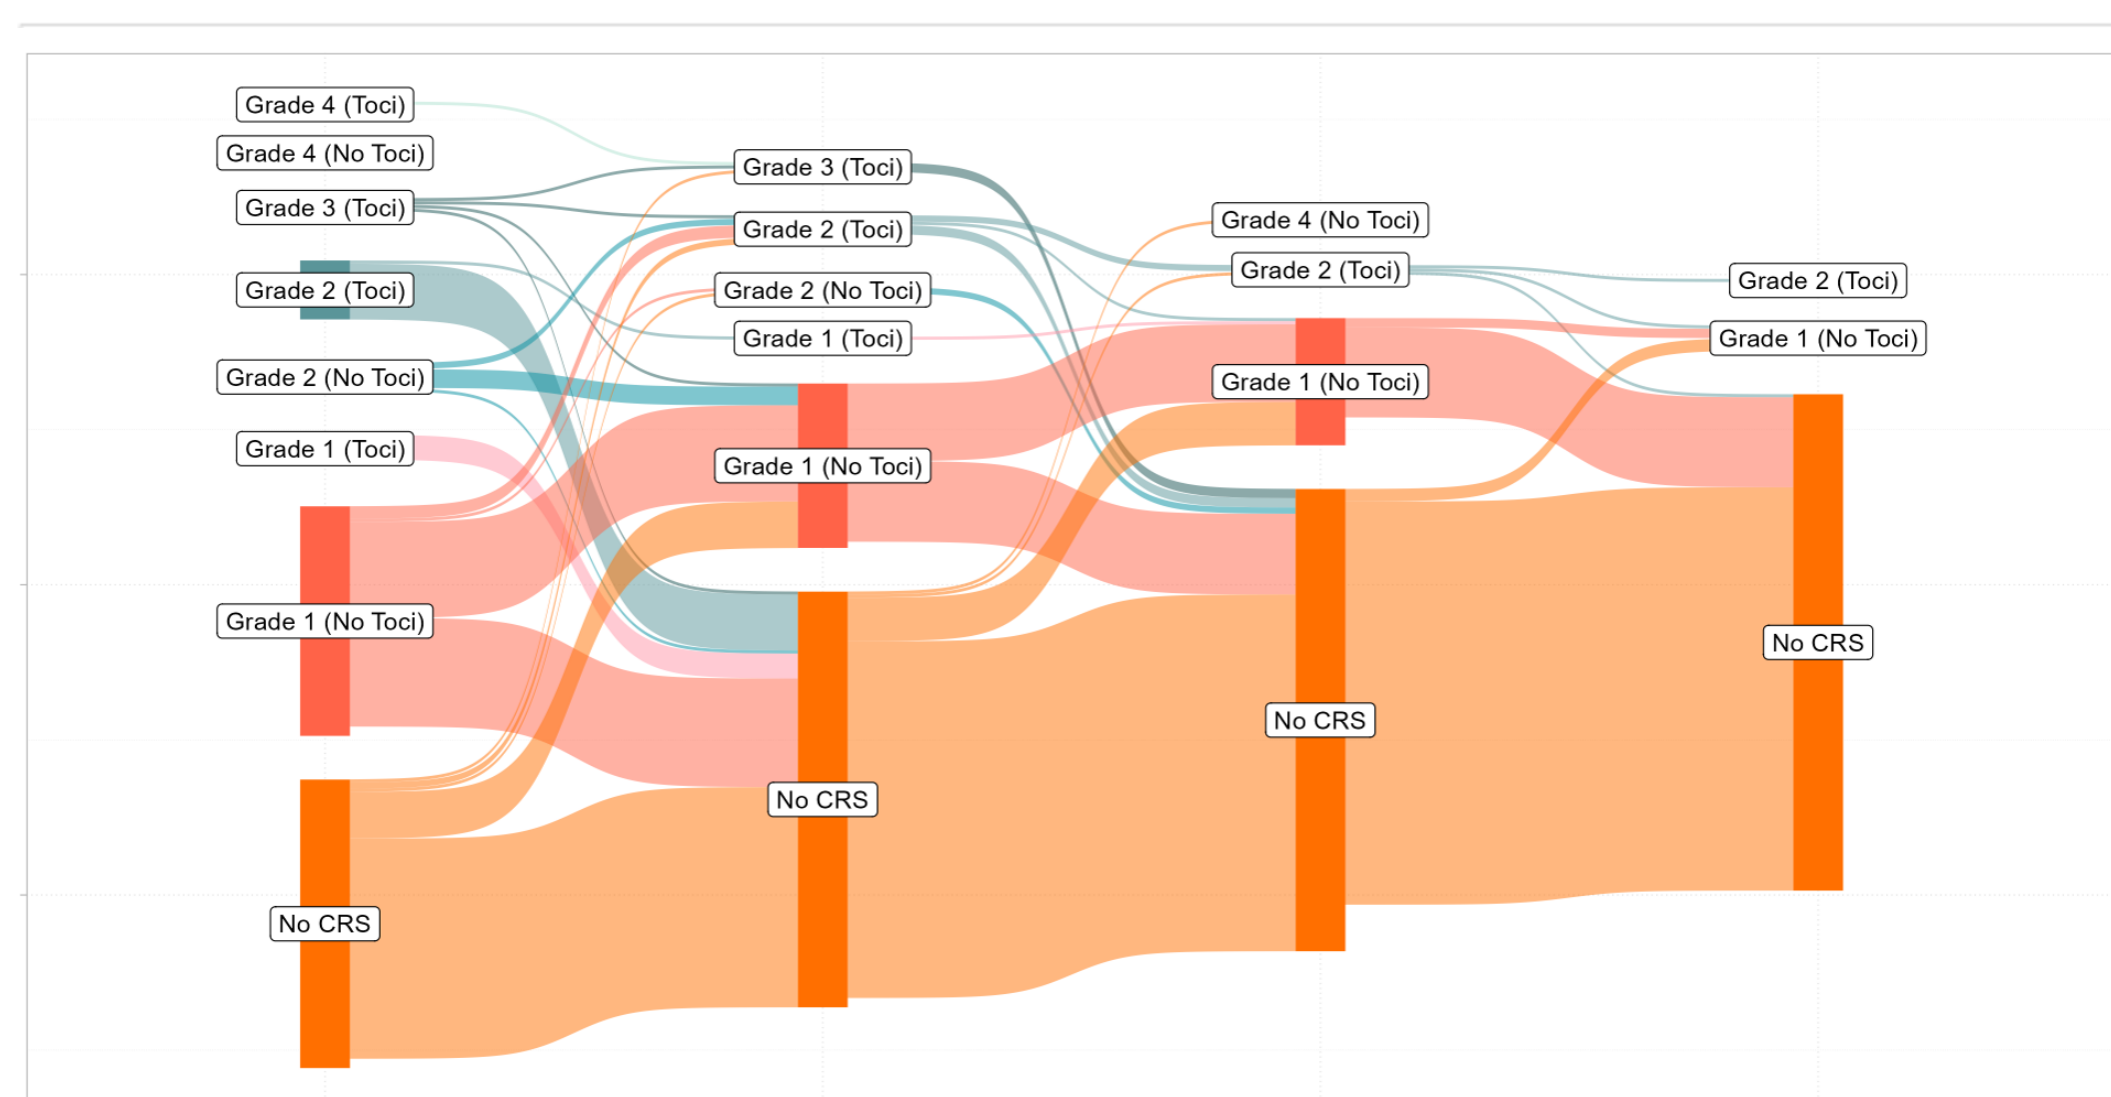 Grade 4 (Toci)
Grade 4 (No Toci)
Grade 3 (Toci)
Grade 2 (Toci)
Grade 2 (No Toci)
Grade 1 (Toci)
Grade 1 (No Toci)
No CRS
Grade 3 (Toci)
Grade 2 (Toci)
Grade 2 (No Toci)
Grade 1 (Toci)
Grade 1 (No Toci)
No CRS
Grade 4 (No Toci)
Grade 2 (Toci)
Grade 1 (No Toci)
No CRS
Grade 2 (Toci)
Grade 1 (No Toci)
No CRS